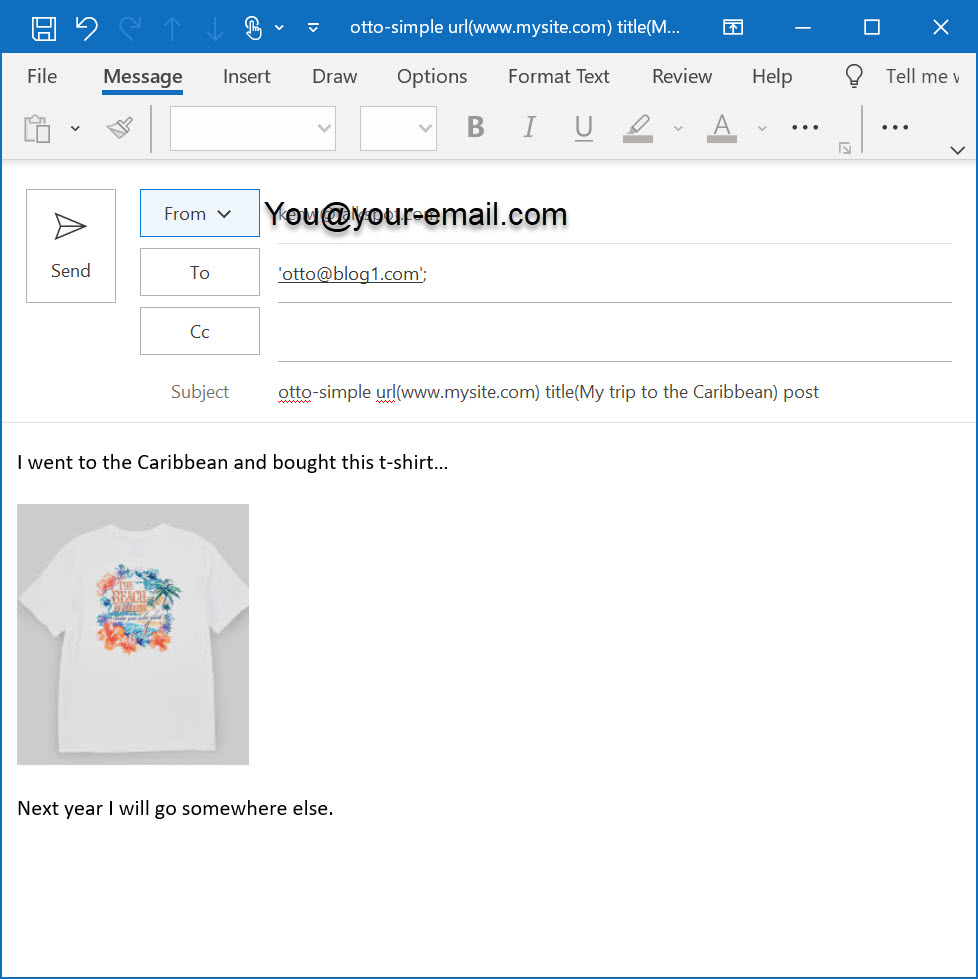 otto-simple url(www.mysite.com) title(M...
File Message Insert Draw Options Format Text Review Help Tell me
B I U A
From You@your-email.com
Send
To 'otto@blog1.com';
Cc
Subject otto-simple url(www.mysite.com) title(My trip to the Caribbean) post
I went to the Caribbean and bought this t-shirt...
THE
BEACH
Next year I will go somewhere else.